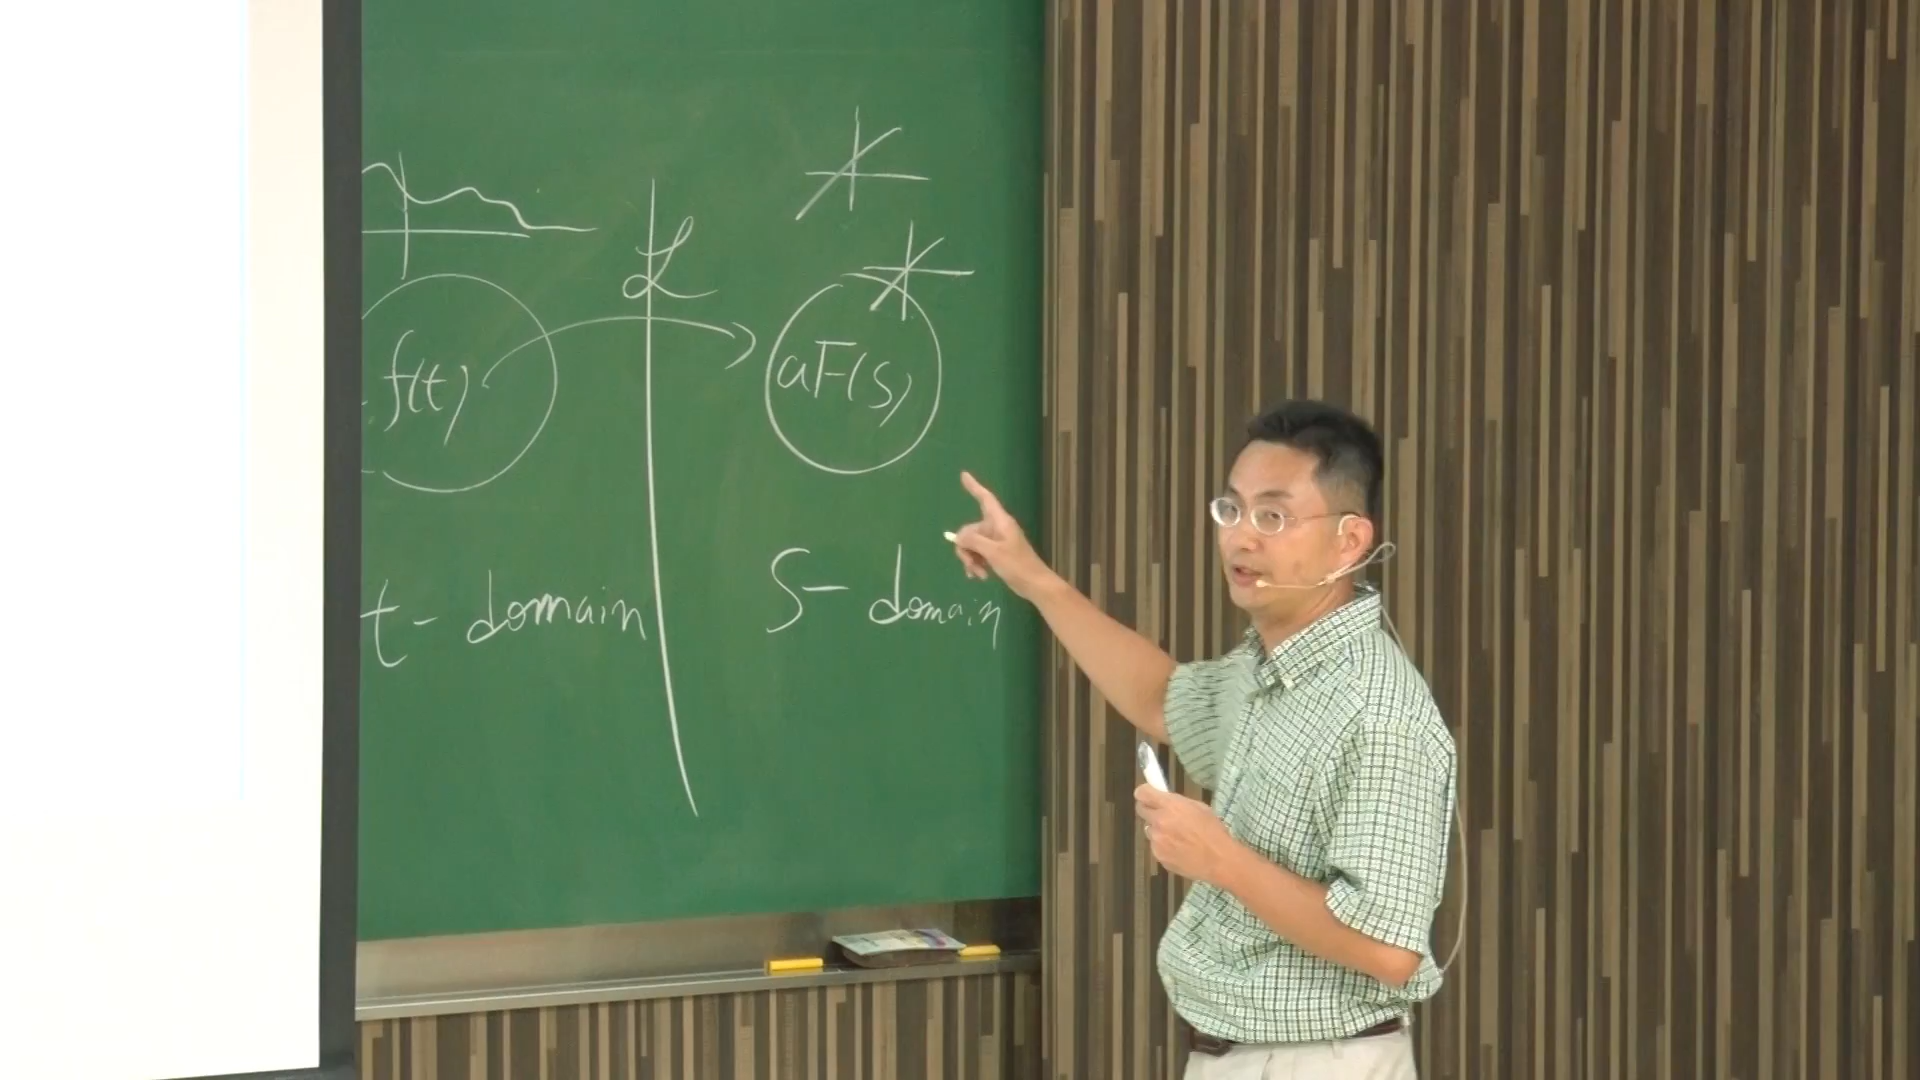 ℒ
f(t)
aF(s)
t - domain
S - domain